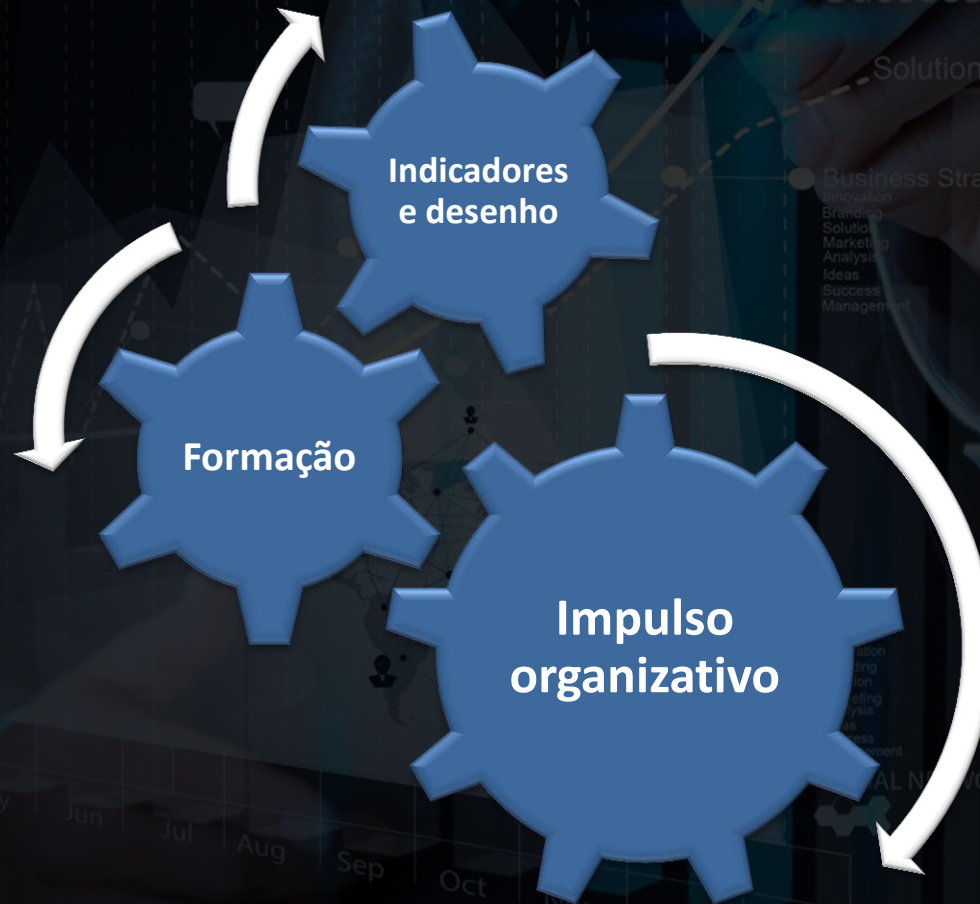 Solution
Business Stra
Innovation
Branding
Solution
Marketing
Analysis
Ideas
Success
Management
Indicadores
e desenho
Formação
Impulso
organizativo
Jun
Jul
Aug
Sep
Oct